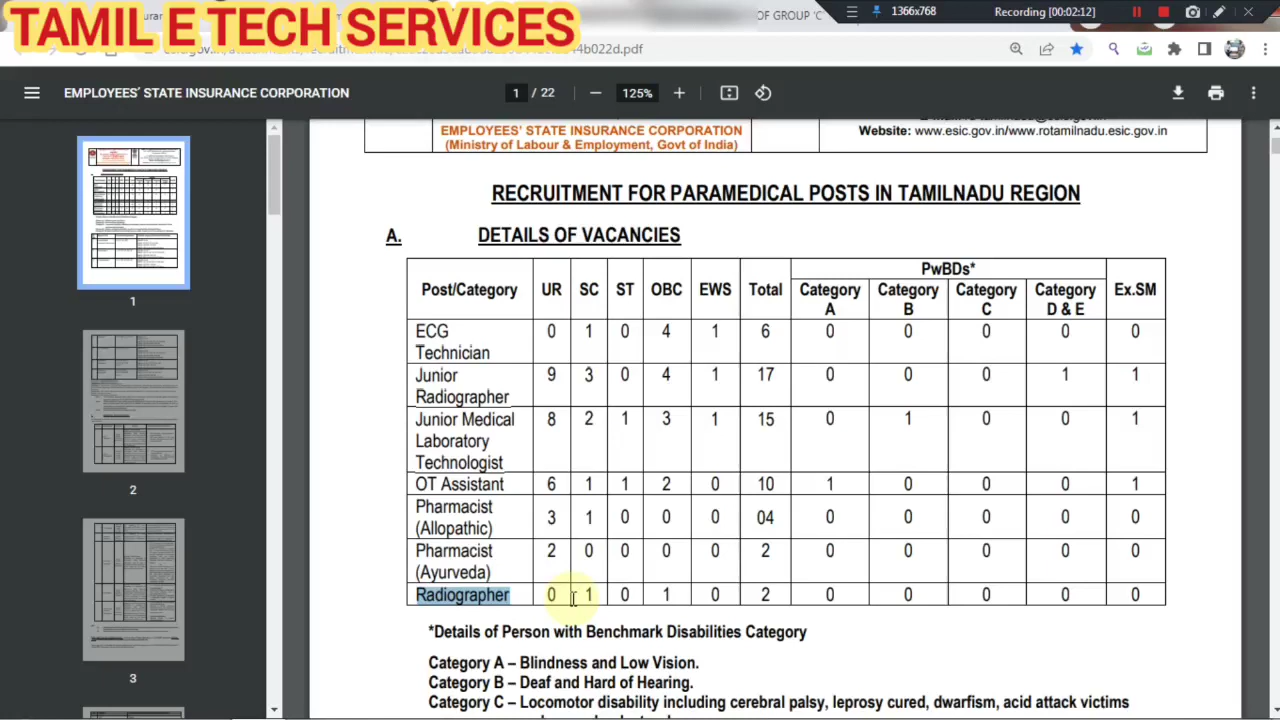 TAMIL E TECH SERVICES
OF GROUP 'C'
1366x768
Recording [00:02:12]
4b022d.pdf
EMPLOYEES' STATE INSURANCE CORPORATION
1 / 22
125%
EMPLOYEES' STATE INSURANCE CORPORATION
(Ministry of Labour & Employment, Govt of India)
Website: www.esic.gov.in/www.rotamilnadu.esic.gov.in
RECRUITMENT FOR PARAMEDICAL POSTS IN TAMILNADU REGION
A. DETAILS OF VACANCIES
Post/Category UR SC ST OBC EWS Total PwBDs* Ex.SM
Category A Category B Category C Category D & E
ECG Technician 0 1 0 4 1 6 0 0 0 0 0
Junior Radiographer 9 3 0 4 1 17 0 0 0 1 1
Junior Medical Laboratory Technologist 8 2 1 3 1 15 0 1 0 0 1
OT Assistant 6 1 1 2 0 10 1 0 0 0 1
Pharmacist (Allopathic) 3 1 0 0 0 04 0 0 0 0 0
Pharmacist (Ayurveda) 2 0 0 0 0 2 0 0 0 0 0
Radiographer 0 1 0 1 0 2 0 0 0 0 0
*Details of Person with Benchmark Disabilities Category
Category A – Blindness and Low Vision.
Category B – Deaf and Hard of Hearing.
Category C – Locomotor disability including cerebral palsy, leprosy cured, dwarfism, acid attack victims
1
2
3